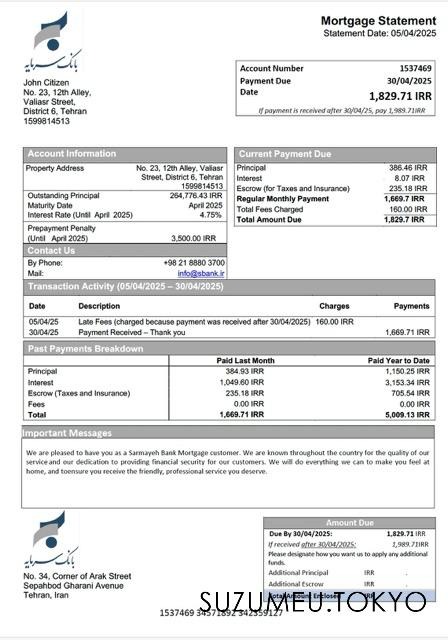 Mortgage Statement
Statement Date: 05/04/2025
بانک سرمایه
John Citizen
No. 23, 12th Alley,
Valiasr Street,
District 6, Tehran
1599814513
Account Number 1537469
Payment Due 30/04/2025
Date 1,829.71 IRR
If payment is received after 30/04/25, pay 1,989.71IRR
Account Information
Property Address No. 23, 12th Alley, Valiasr
Street, District 6, Tehran
1599814513
Outstanding Principal 264,776.43 IRR
Maturity Date April 2025
Interest Rate (Until April 2025) 4.75%
Prepayment Penalty
(Until April 2025) 3,500.00 IRR
Contact Us
By Phone: +98 21 8880 3700
Mail: info@sbank.ir
Current Payment Due
Principal 386.46 IRR
Interest 8.07 IRR
Escrow (for Taxes and Insurance) 235.18 IRR
Regular Monthly Payment 1,669.7 IRR
Total Fees Charged 160.00 IRR
Total Amount Due 1,829.7 IRR
Transaction Activity (05/04/2025 – 30/04/2025)
Date Description Charges Payments
05/04/25 Late Fees (charged because payment was received after 30/04/2025) 160.00 IRR
30/04/25 Payment Received – Thank you 1,669.71 IRR
Past Payments Breakdown
Paid Last Month Paid Year to Date
Principal 384.93 IRR 1,150.25 IRR
Interest 1,049.60 IRR 3,153.34 IRR
Escrow (Taxes and Insurance) 235.18 IRR 705.54 IRR
Fees 0.00 IRR 0.00 IRR
Total 1,669.71 IRR 5,009.13 IRR
Important Messages
We are pleased to have you as a Sarmayeh Bank Mortgage customer. We are known throughout the country for the quality of our
service and our dedication to providing financial security for our customers. We will do everything we can to make you feel at
home, and toensure you receive the friendly, professional service you deserve.
بانک سرمایه
No. 34, Corner of Arak Street
Sepahbod Gharani Avenue
Tehran, Iran
Amount Due
Due By 30/04/2025: 1,829.71 IRR
If received after 30/04/2025: 1,989.71IRR
Please designate how you want us to apply any additional
funds.
Additional Principal IRR .
Additional Escrow IRR .
Total Amount Enclosed IRR .
SUZUMEU.TOKYO
1537469 34571892 342359127